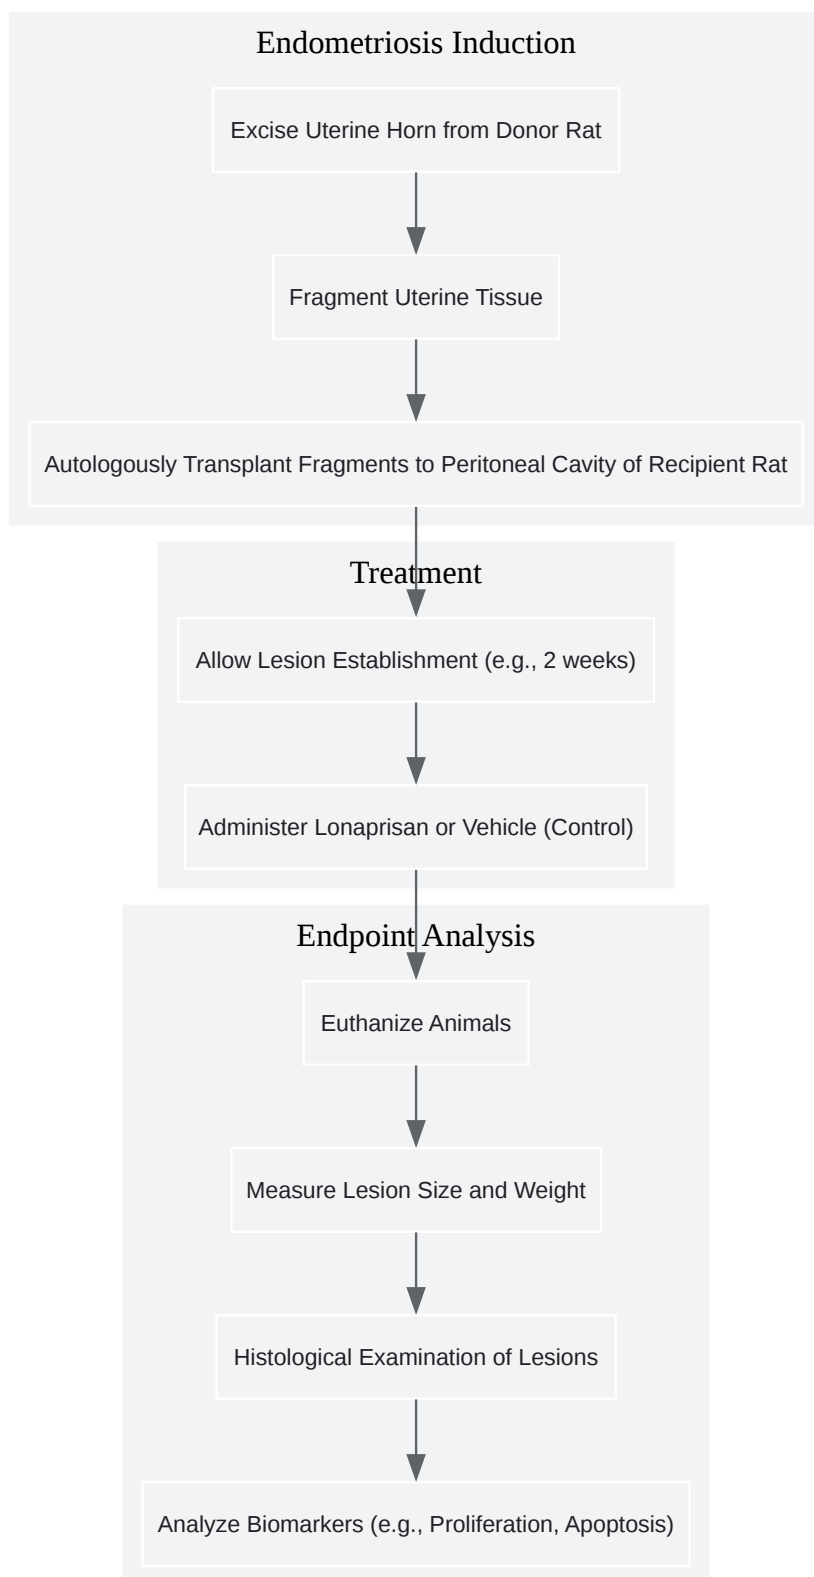 Endometriosis Induction
Excise Uterine Horn from Donor Rat
Fragment Uterine Tissue
Autologously Transplant Fragments to Peritoneal Cavity of Recipient Rat
Treatment
Allow Lesion Establishment (e.g., 2 weeks)
Administer Lonaprisan or Vehicle (Control)
Endpoint Analysis
Euthanize Animals
Measure Lesion Size and Weight
Histological Examination of Lesions
Analyze Biomarkers (e.g., Proliferation, Apoptosis)